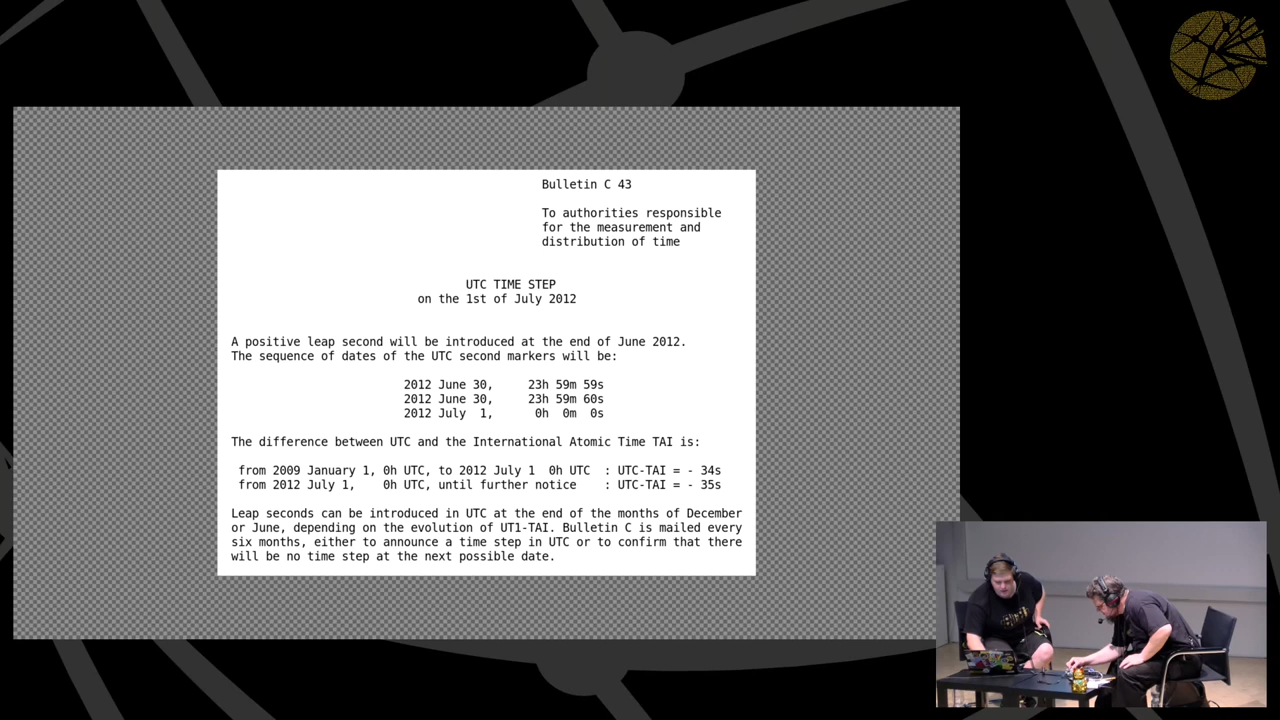 Bulletin C 43
To authorities responsible
for the measurement and
distribution of time
UTC TIME STEP
on the 1st of July 2012
A positive leap second will be introduced at the end of June 2012.
The sequence of dates of the UTC second markers will be:
2012 June 30, 23h 59m 59s
2012 June 30, 23h 59m 60s
2012 July 1, 0h 0m 0s
The difference between UTC and the International Atomic Time TAI is:
from 2009 January 1, 0h UTC, to 2012 July 1 0h UTC : UTC-TAI = - 34s
from 2012 July 1, 0h UTC, until further notice : UTC-TAI = - 35s
Leap seconds can be introduced in UTC at the end of the months of December
or June, depending on the evolution of UT1-TAI. Bulletin C is mailed every
six months, either to announce a time step in UTC or to confirm that there
will be no time step at the next possible date.